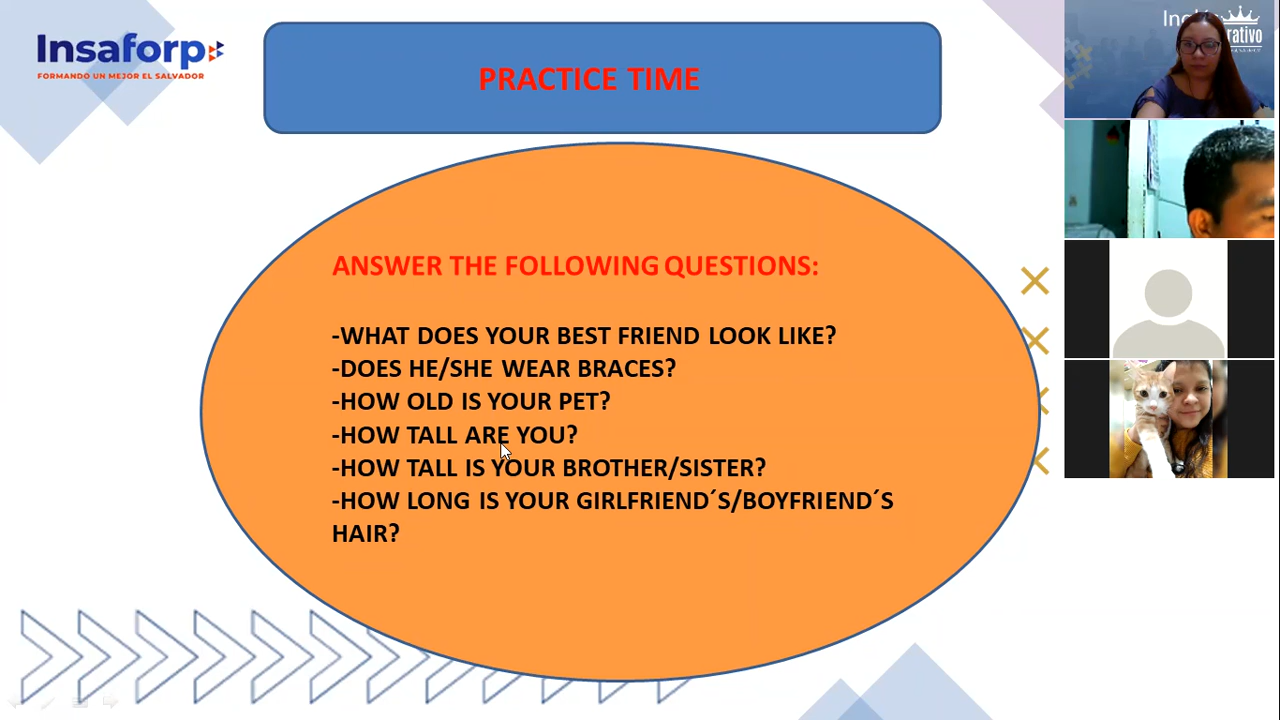 Insaforp
FORMANDO UN MEJOR EL SALVADOR
PRACTICE TIME
ANSWER THE FOLLOWING QUESTIONS:
-WHAT DOES YOUR BEST FRIEND LOOK LIKE?
-DOES HE/SHE WEAR BRACES?
-HOW OLD IS YOUR PET?
-HOW TALL ARE YOU?
-HOW TALL IS YOUR BROTHER/SISTER?
-HOW LONG IS YOUR GIRLFRIEND´S/BOYFRIEND´S
HAIR?